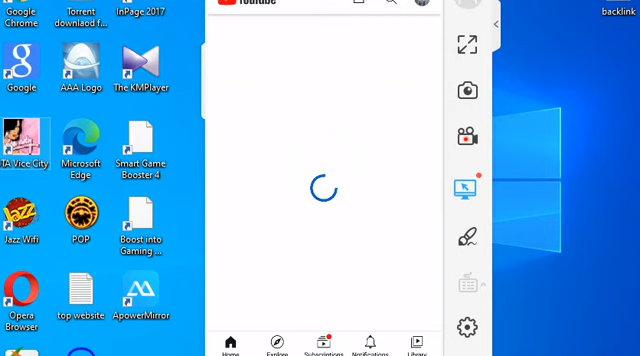 YouTube
Google
Chrome
Torrent
downlaod f...
InPage 2017
backlink
Google
AAA Logo
The KMPlayer
TA Vice City
Microsoft
Edge
Smart Game
Booster 4
Jazz
Jazz Wifi
POP
Boost into
Gaming ...
Opera
Browser
top website
ApowerMirror
Home
Explore
Subscriptions
Notifications
Library